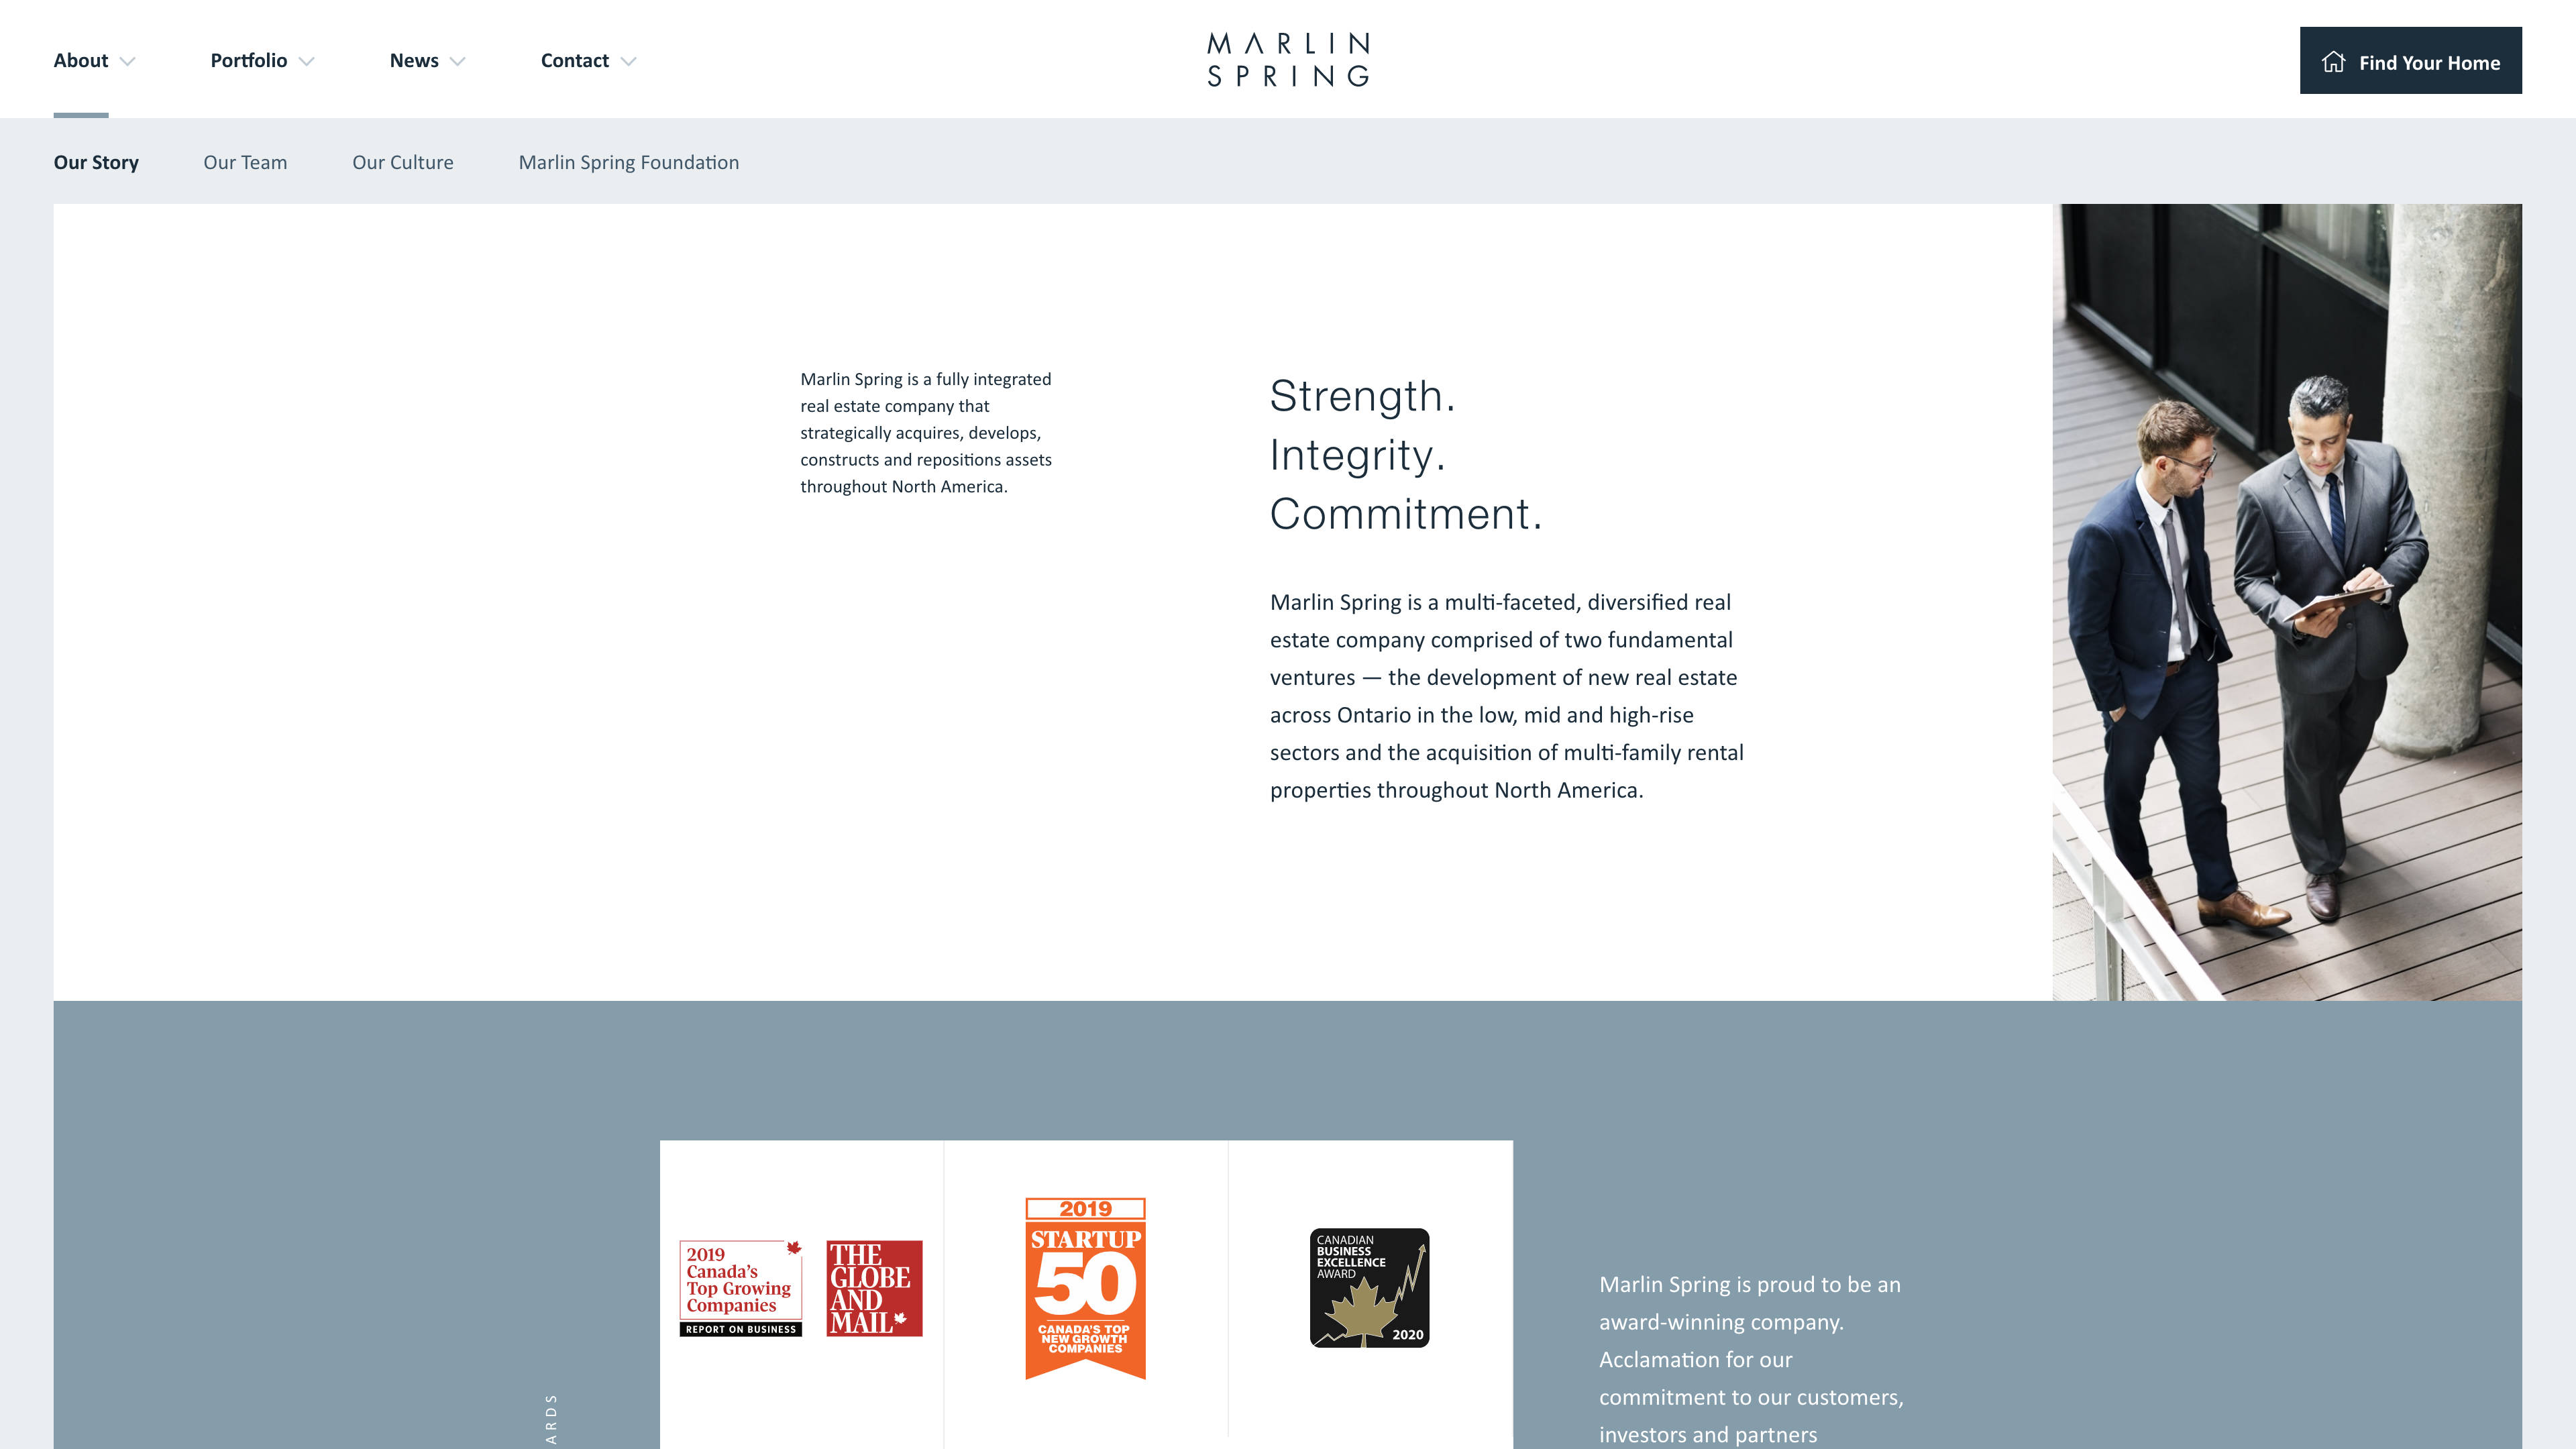 About
Portfolio
News
Contact
MARLIN
SPRING
Find Your Home
Our Story
Our Team
Our Culture
Marlin Spring Foundation
Marlin Spring is a fully integrated
real estate company that
strategically acquires, develops,
constructs and repositions assets
throughout North America.
Strength.
Integrity.
Commitment.
Marlin Spring is a multi-faceted, diversified real
estate company comprised of two fundamental
ventures — the development of new real estate
across Ontario in the low, mid and high-rise
sectors and the acquisition of multi-family rental
properties throughout North America.
ARDS
2019
Canada's
Top Growing
Companies
REPORT ON BUSINESS
THE
GLOBE
AND
MAIL
2019
STARTUP
50
CANADA'S TOP
NEW GROWTH
COMPANIES
CANADIAN
BUSINESS
EXCELLENCE
AWARD
2020
Marlin Spring is proud to be an
award-winning company.
Acclamation for our
commitment to our customers,
investors and partners